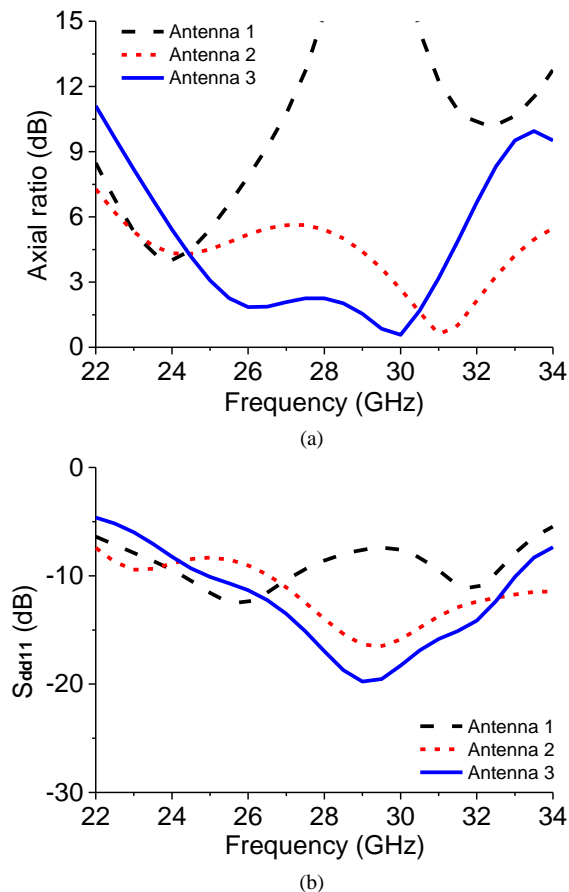 15
12
9
6
3
0
Axial ratio (dB)
Antenna 1
Antenna 2
Antenna 3
22 24 26 28 30 32 34
Frequency (GHz)
(a)
0
-10
-20
-30
Sdd11 (dB)
Antenna 1
Antenna 2
Antenna 3
22 24 26 28 30 32 34
Frequency (GHz)
(b)